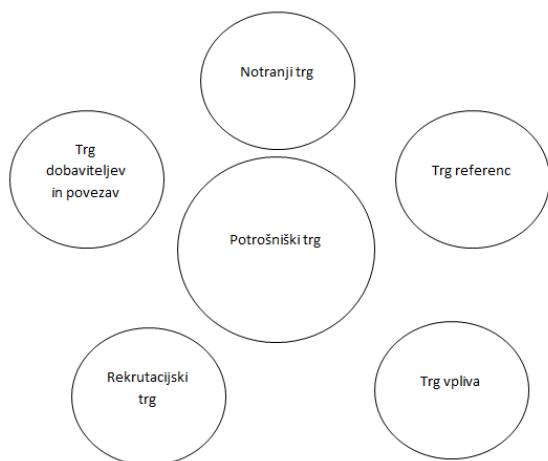 Notranji trg
Trg
dobaviteljev
in povezav
Trg referenc
Potrošniški trg
Rekrutacijski
trg
Trg vpliva